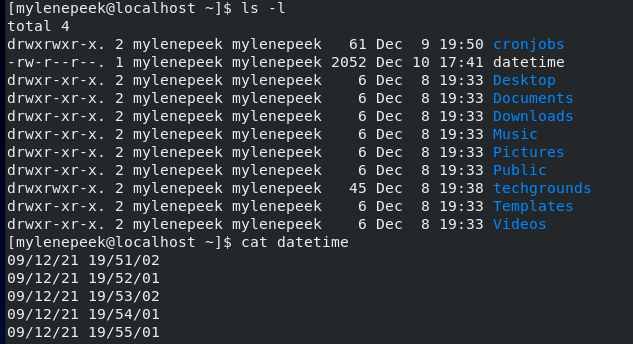 [mylenepeek@localhost ~]$ ls -l
total 4
drwxrwxr-x. 2 mylenepeek mylenepeek   61 Dec  9 19:50 cronjobs
-rw-r--r--. 1 mylenepeek mylenepeek 2052 Dec 10 17:41 datetime
drwxr-xr-x. 2 mylenepeek mylenepeek    6 Dec  8 19:33 Desktop
drwxr-xr-x. 2 mylenepeek mylenepeek    6 Dec  8 19:33 Documents
drwxr-xr-x. 2 mylenepeek mylenepeek    6 Dec  8 19:33 Downloads
drwxr-xr-x. 2 mylenepeek mylenepeek    6 Dec  8 19:33 Music
drwxr-xr-x. 2 mylenepeek mylenepeek    6 Dec  8 19:33 Pictures
drwxr-xr-x. 2 mylenepeek mylenepeek    6 Dec  8 19:33 Public
drwxrwxr-x. 2 mylenepeek mylenepeek   45 Dec  8 19:38 techgrounds
drwxr-xr-x. 2 mylenepeek mylenepeek    6 Dec  8 19:33 Templates
drwxr-xr-x. 2 mylenepeek mylenepeek    6 Dec  8 19:33 Videos
[mylenepeek@localhost ~]$ cat datetime
09/12/21 19/51/02
09/12/21 19/52/01
09/12/21 19/53/02
09/12/21 19/54/01
09/12/21 19/55/01